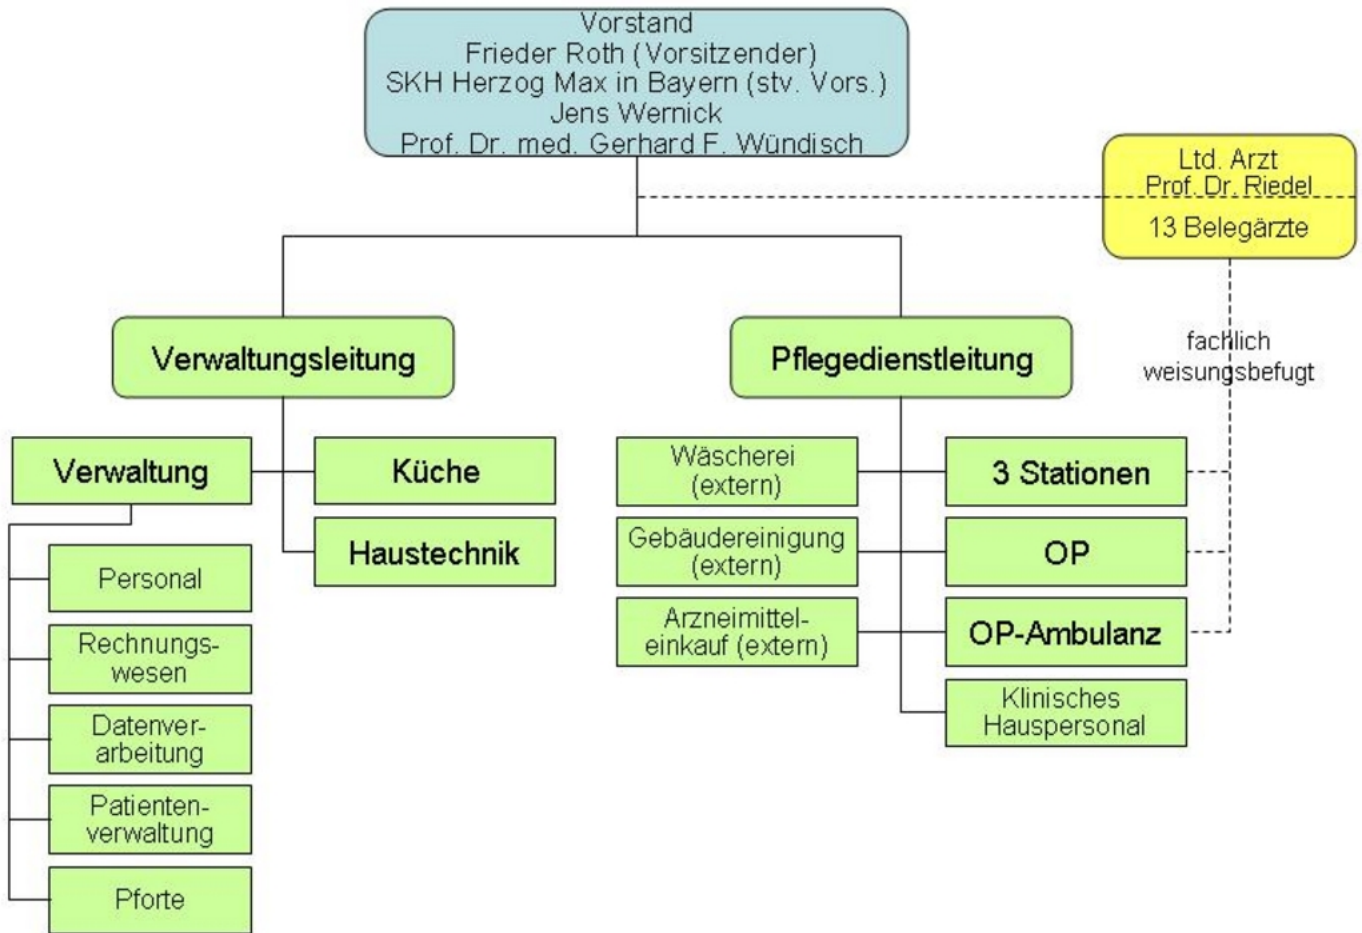 Vorstand
Frieder Roth (Vorsitzender)
SKH Herzog Max in Bayern (stv. Vors.)
Jens Wernick
Prof. Dr. med. Gerhard F. Wündisch
Ltd. Arzt
Prof. Dr. Riedel
13 Belegärzte
fachlich
weisungsbefugt
Verwaltungsleitung
Verwaltung
Küche
Haustechnik
Personal
Rechnungs-
wesen
Datenver-
arbeitung
Patienten-
verwaltung
Pforte
Pflegedienstleitung
Wäscherei
(extern)
3 Stationen
Gebäudereinigung
(extern)
OP
Arzneimittel-
einkauf (extern)
OP-Ambulanz
Klinisches
Hauspersonal